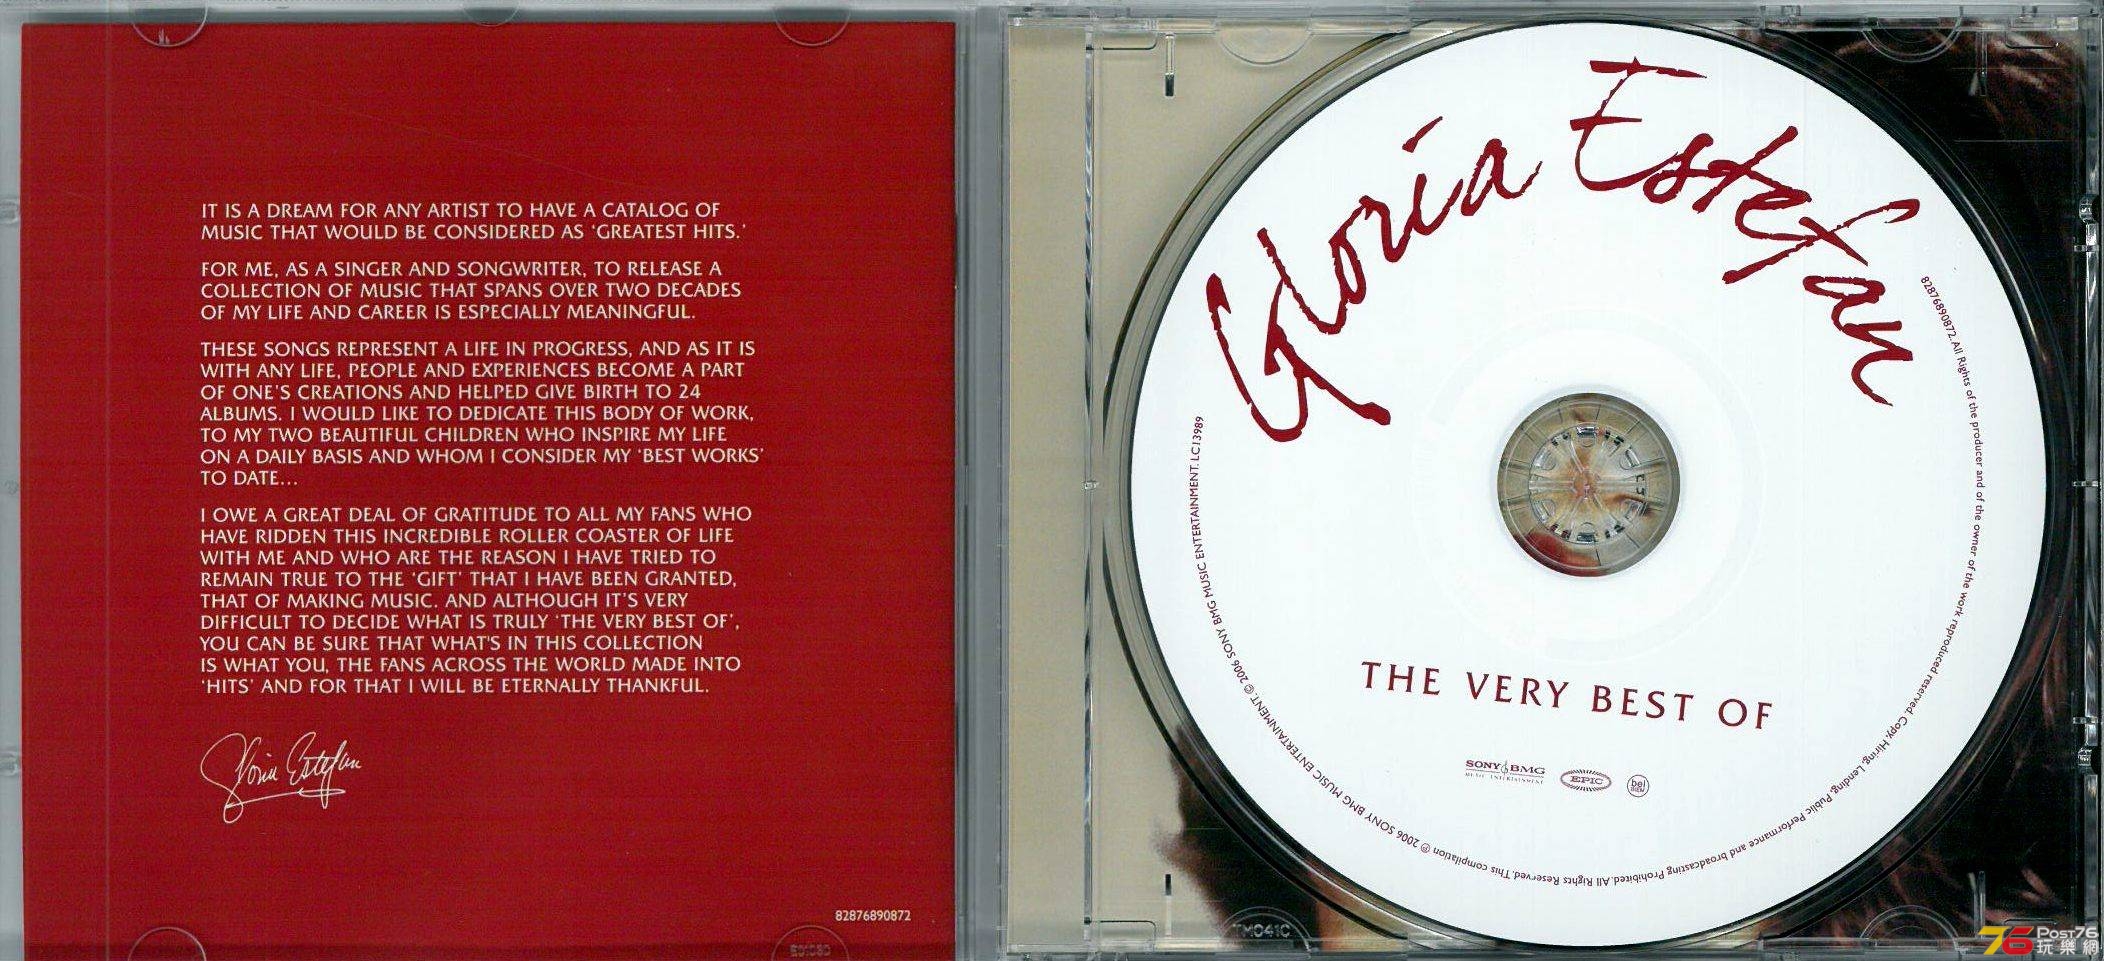 IT IS A DREAM FOR ANY ARTIST TO HAVE A CATALOG OF
MUSIC THAT WOULD BE CONSIDERED AS ‘GREATEST HITS.’
FOR ME, AS A SINGER AND SONGWRITER, TO RELEASE A
COLLECTION OF MUSIC THAT SPANS OVER TWO DECADES
OF MY LIFE AND CAREER IS ESPECIALLY MEANINGFUL.
THESE SONGS REPRESENT A LIFE IN PROGRESS, AND AS IT IS
WITH ANY LIFE, PEOPLE AND EXPERIENCES BECOME A PART
OF ONE’S CREATIONS AND HELPED GIVE BIRTH TO 24
ALBUMS. I WOULD LIKE TO DEDICATE THIS BODY OF WORK,
TO MY TWO BEAUTIFUL CHILDREN WHO INSPIRE MY LIFE
ON A DAILY BASIS AND WHOM I CONSIDER MY ‘BEST WORKS’
TO DATE...
I OWE A GREAT DEAL OF GRATITUDE TO ALL MY FANS WHO
HAVE RIDDEN THIS INCREDIBLE ROLLER COASTER OF LIFE
WITH ME AND WHO ARE THE REASON I HAVE TRIED TO
REMAIN TRUE TO THE ‘GIFT’ THAT I HAVE BEEN GRANTED,
THAT OF MAKING MUSIC. AND ALTHOUGH IT’S VERY
DIFFICULT TO DECIDE WHAT IS TRULY ‘THE VERY BEST OF’,
YOU CAN BE SURE THAT WHAT'S IN THIS COLLECTION
IS WHAT YOU, THE FANS ACROSS THE WORLD MADE INTO
‘HITS’ AND FOR THAT I WILL BE ETERNALLY THANKFUL.
Gloria Estefan
82876890872
Gloria Estefan
THE VERY BEST OF
SONY BMG
MUSIC ENTERTAINMENT
EPIC
82876890872. All Rights of the producer and of the owner of the work reproduced reserved. Copy, Hiring, Lending, Public Performance and broadcasting Prohibited. All Rights Reserved. This compilation ℗ 2006 SONY BMG MUSIC ENTERTAINMENT. © 2006 SONY BMG MUSIC ENTERTAINMENT. LC13989
TM041C
76 Post76
玩樂網